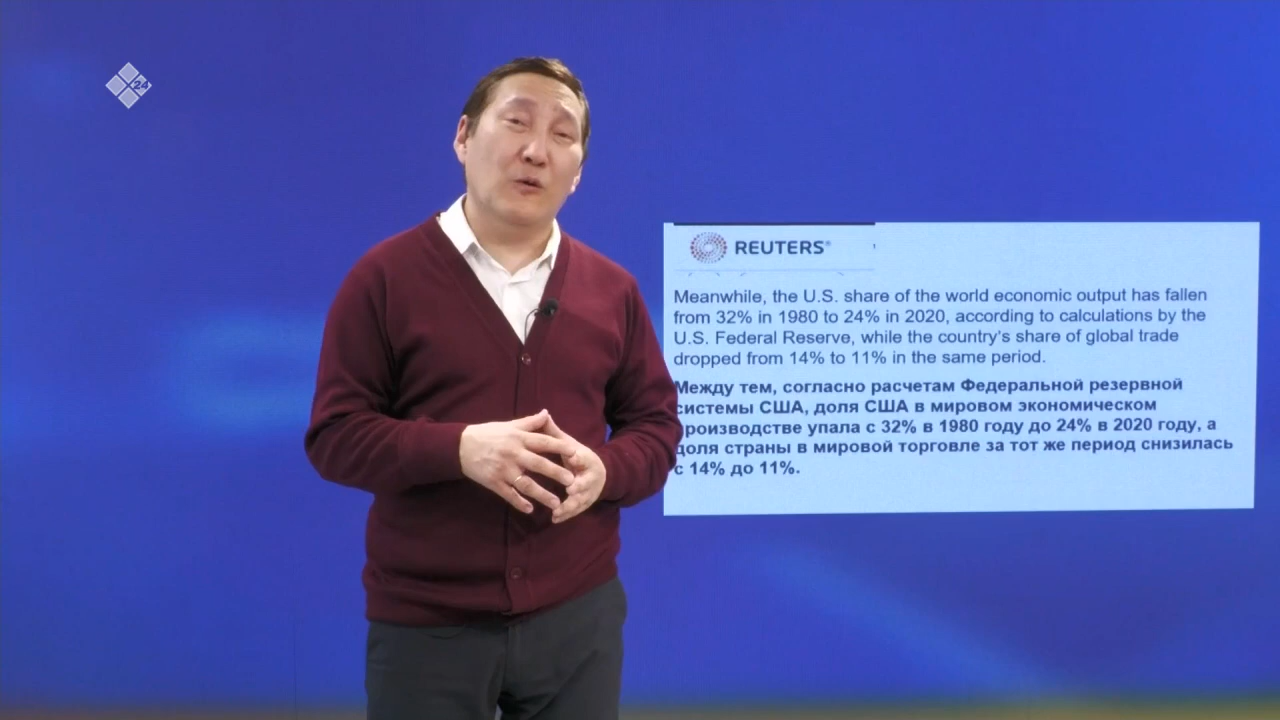 24
REUTERS®
Meanwhile, the U.S. share of the world economic output has fallen
from 32% in 1980 to 24% in 2020, according to calculations by the
U.S. Federal Reserve, while the country's share of global trade
dropped from 14% to 11% in the same period.
Между тем, согласно расчетам Федеральной резервной
системы США, доля США в мировом экономическом
производстве упала с 32% в 1980 году до 24% в 2020 году, а
доля страны в мировой торговле за тот же период снизилась
с 14% до 11%.